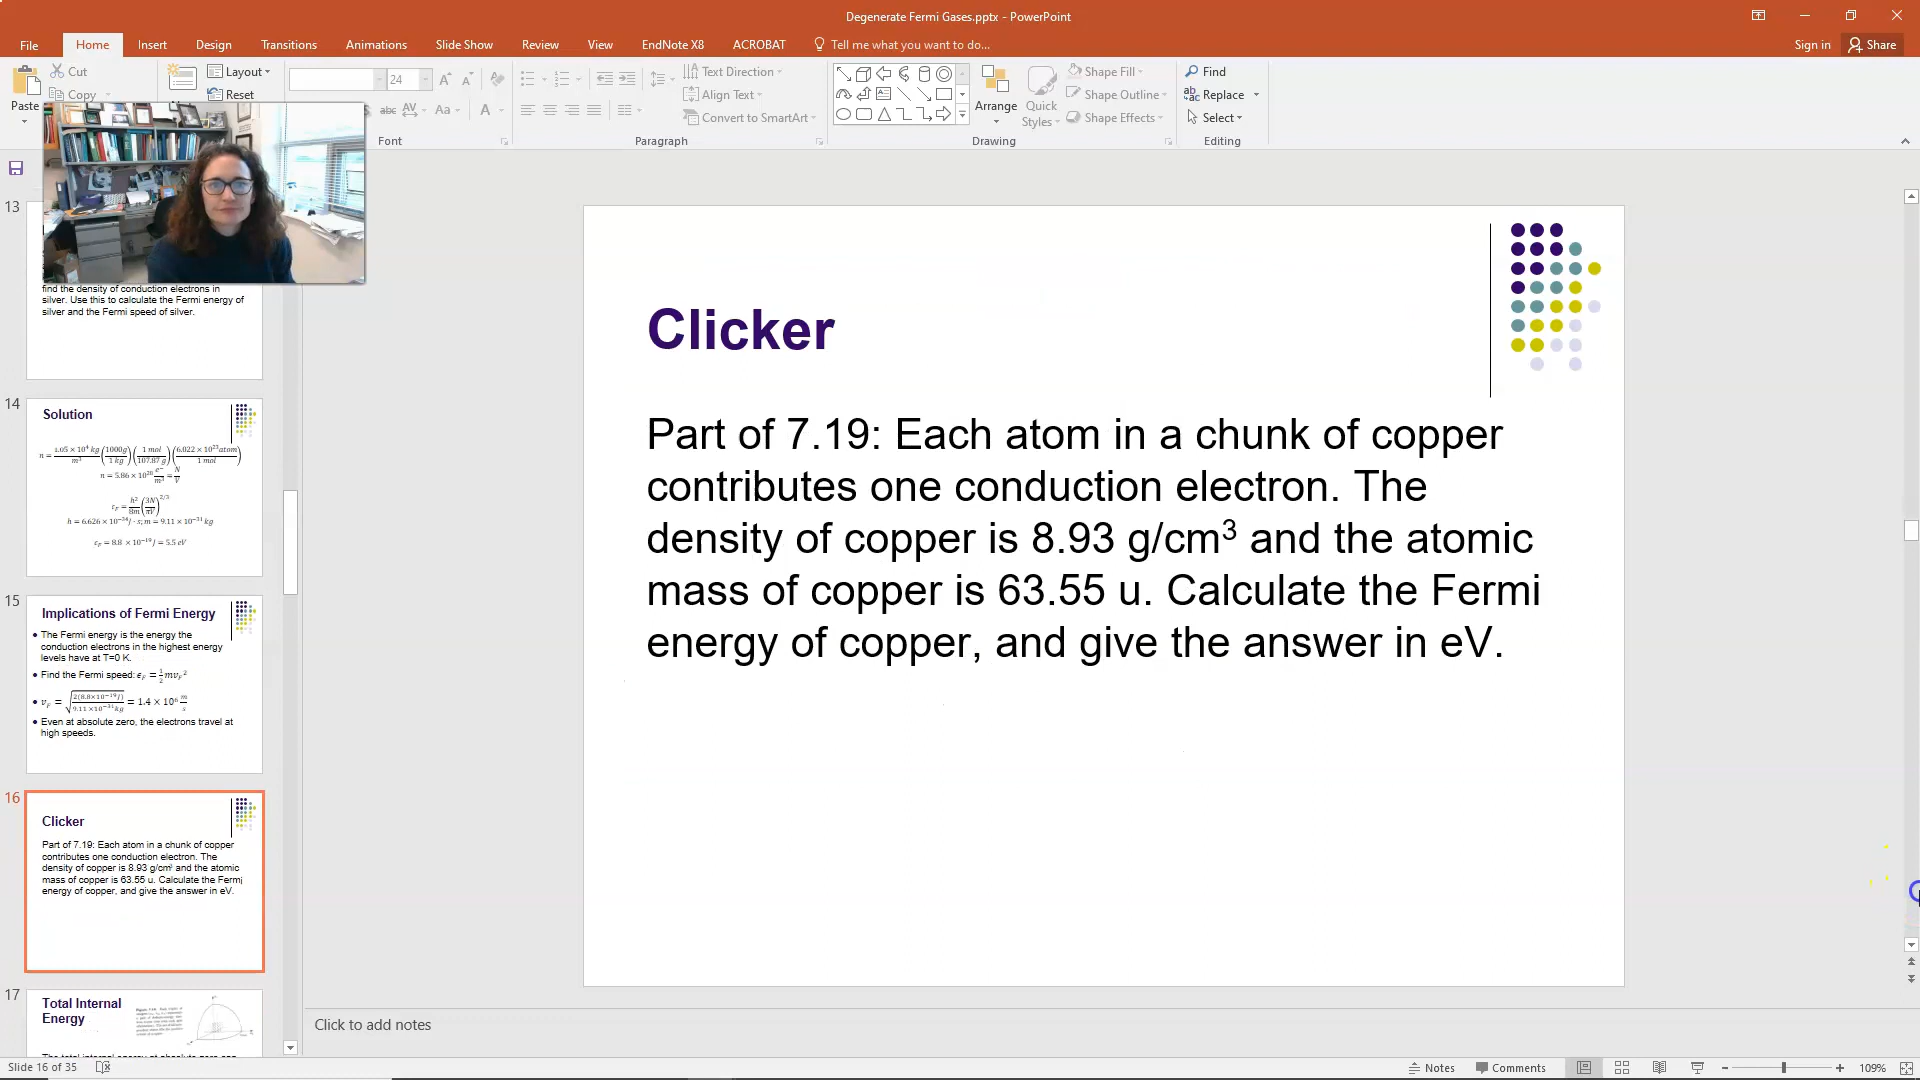 Degenerate Fermi Gases.pptx - PowerPoint
File Home Insert Design Transitions Animations Slide Show Review View EndNote X8 ACROBAT Tell me what you want to do... Sign in Share
Cut
Copy
Paste
Layout
Reset
24
Font
Text Direction
Align Text
Convert to SmartArt
Paragraph
Arrange
Quick Styles
Shape Fill
Shape Outline
Shape Effects
Drawing
Find
Replace
Select
Editing
13
find the density of conduction electrons in
silver. Use this to calculate the Fermi energy of
silver and the Fermi speed of silver.
14
Solution
15
Implications of Fermi Energy
The Fermi energy is the energy the
conduction electrons in the highest energy
levels have at T=0 K.
Find the Fermi speed: ϵ_F = ½mv_F²
Even at absolute zero, the electrons travel at
high speeds.
16
Clicker
Part of 7.19: Each atom in a chunk of copper
contributes one conduction electron. The
density of copper is 8.93 g/cm³ and the atomic
mass of copper is 63.55 u. Calculate the Fermi
energy of copper, and give the answer in eV.
17
Total Internal
Energy
Clicker
Part of 7.19: Each atom in a chunk of copper
contributes one conduction electron. The
density of copper is 8.93 g/cm³ and the atomic
mass of copper is 63.55 u. Calculate the Fermi
energy of copper, and give the answer in eV.
Click to add notes
Slide 16 of 35
Notes Comments 109%